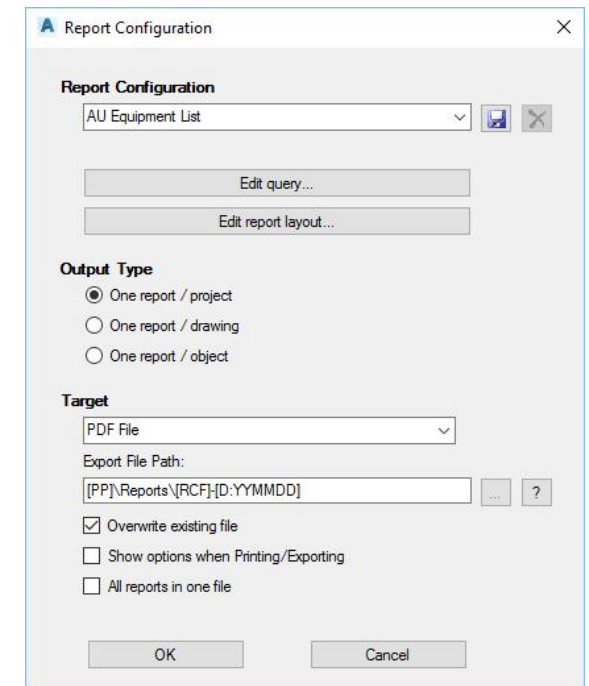 Report Configuration
Report Configuration
AU Equipment List
Edit query...
Edit report layout...
Output Type
One report / project
One report / drawing
One report / object
Target
PDF File
Export File Path:
[PP]\Reports\[RCF]-[D:YYMMDD]
... ?
Overwrite existing file
Show options when Printing/Exporting
All reports in one file
OK Cancel